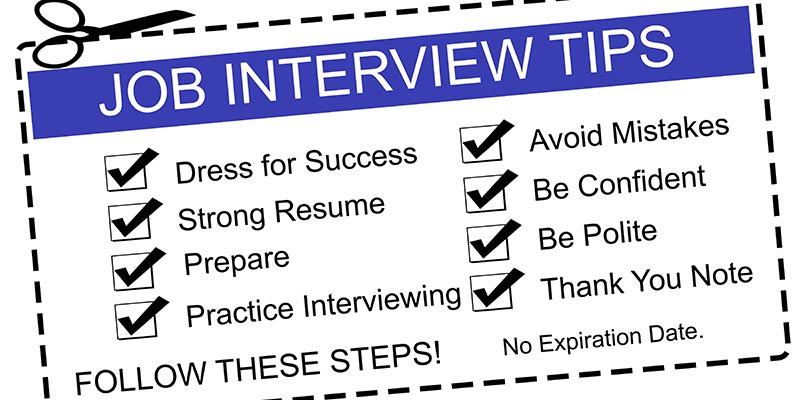 JOB INTERVIEW TIPS
Dress for Success
Strong Resume
Prepare
Practice Interviewing
Avoid Mistakes
Be Confident
Be Polite
Thank You Note
FOLLOW THESE STEPS!
No Expiration Date.